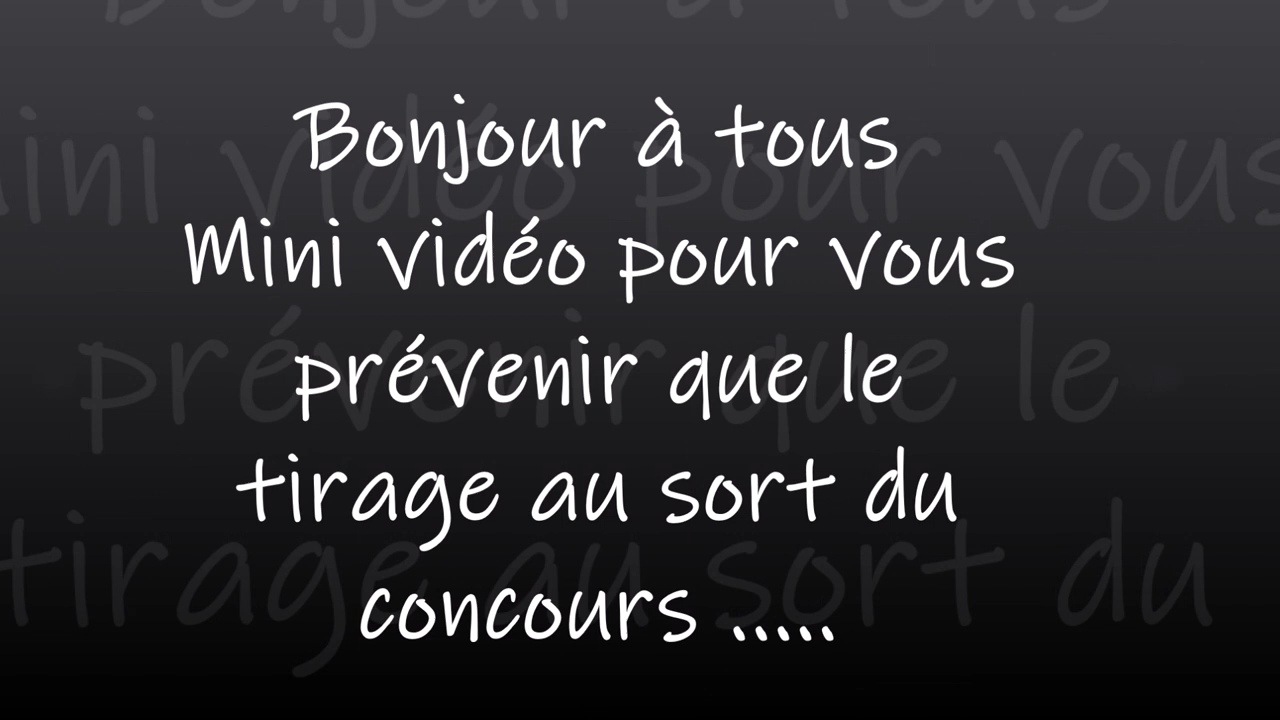 Bonjour à tous
Mini vidéo pour vous
prévenir que le
tirage au sort du
concours .....